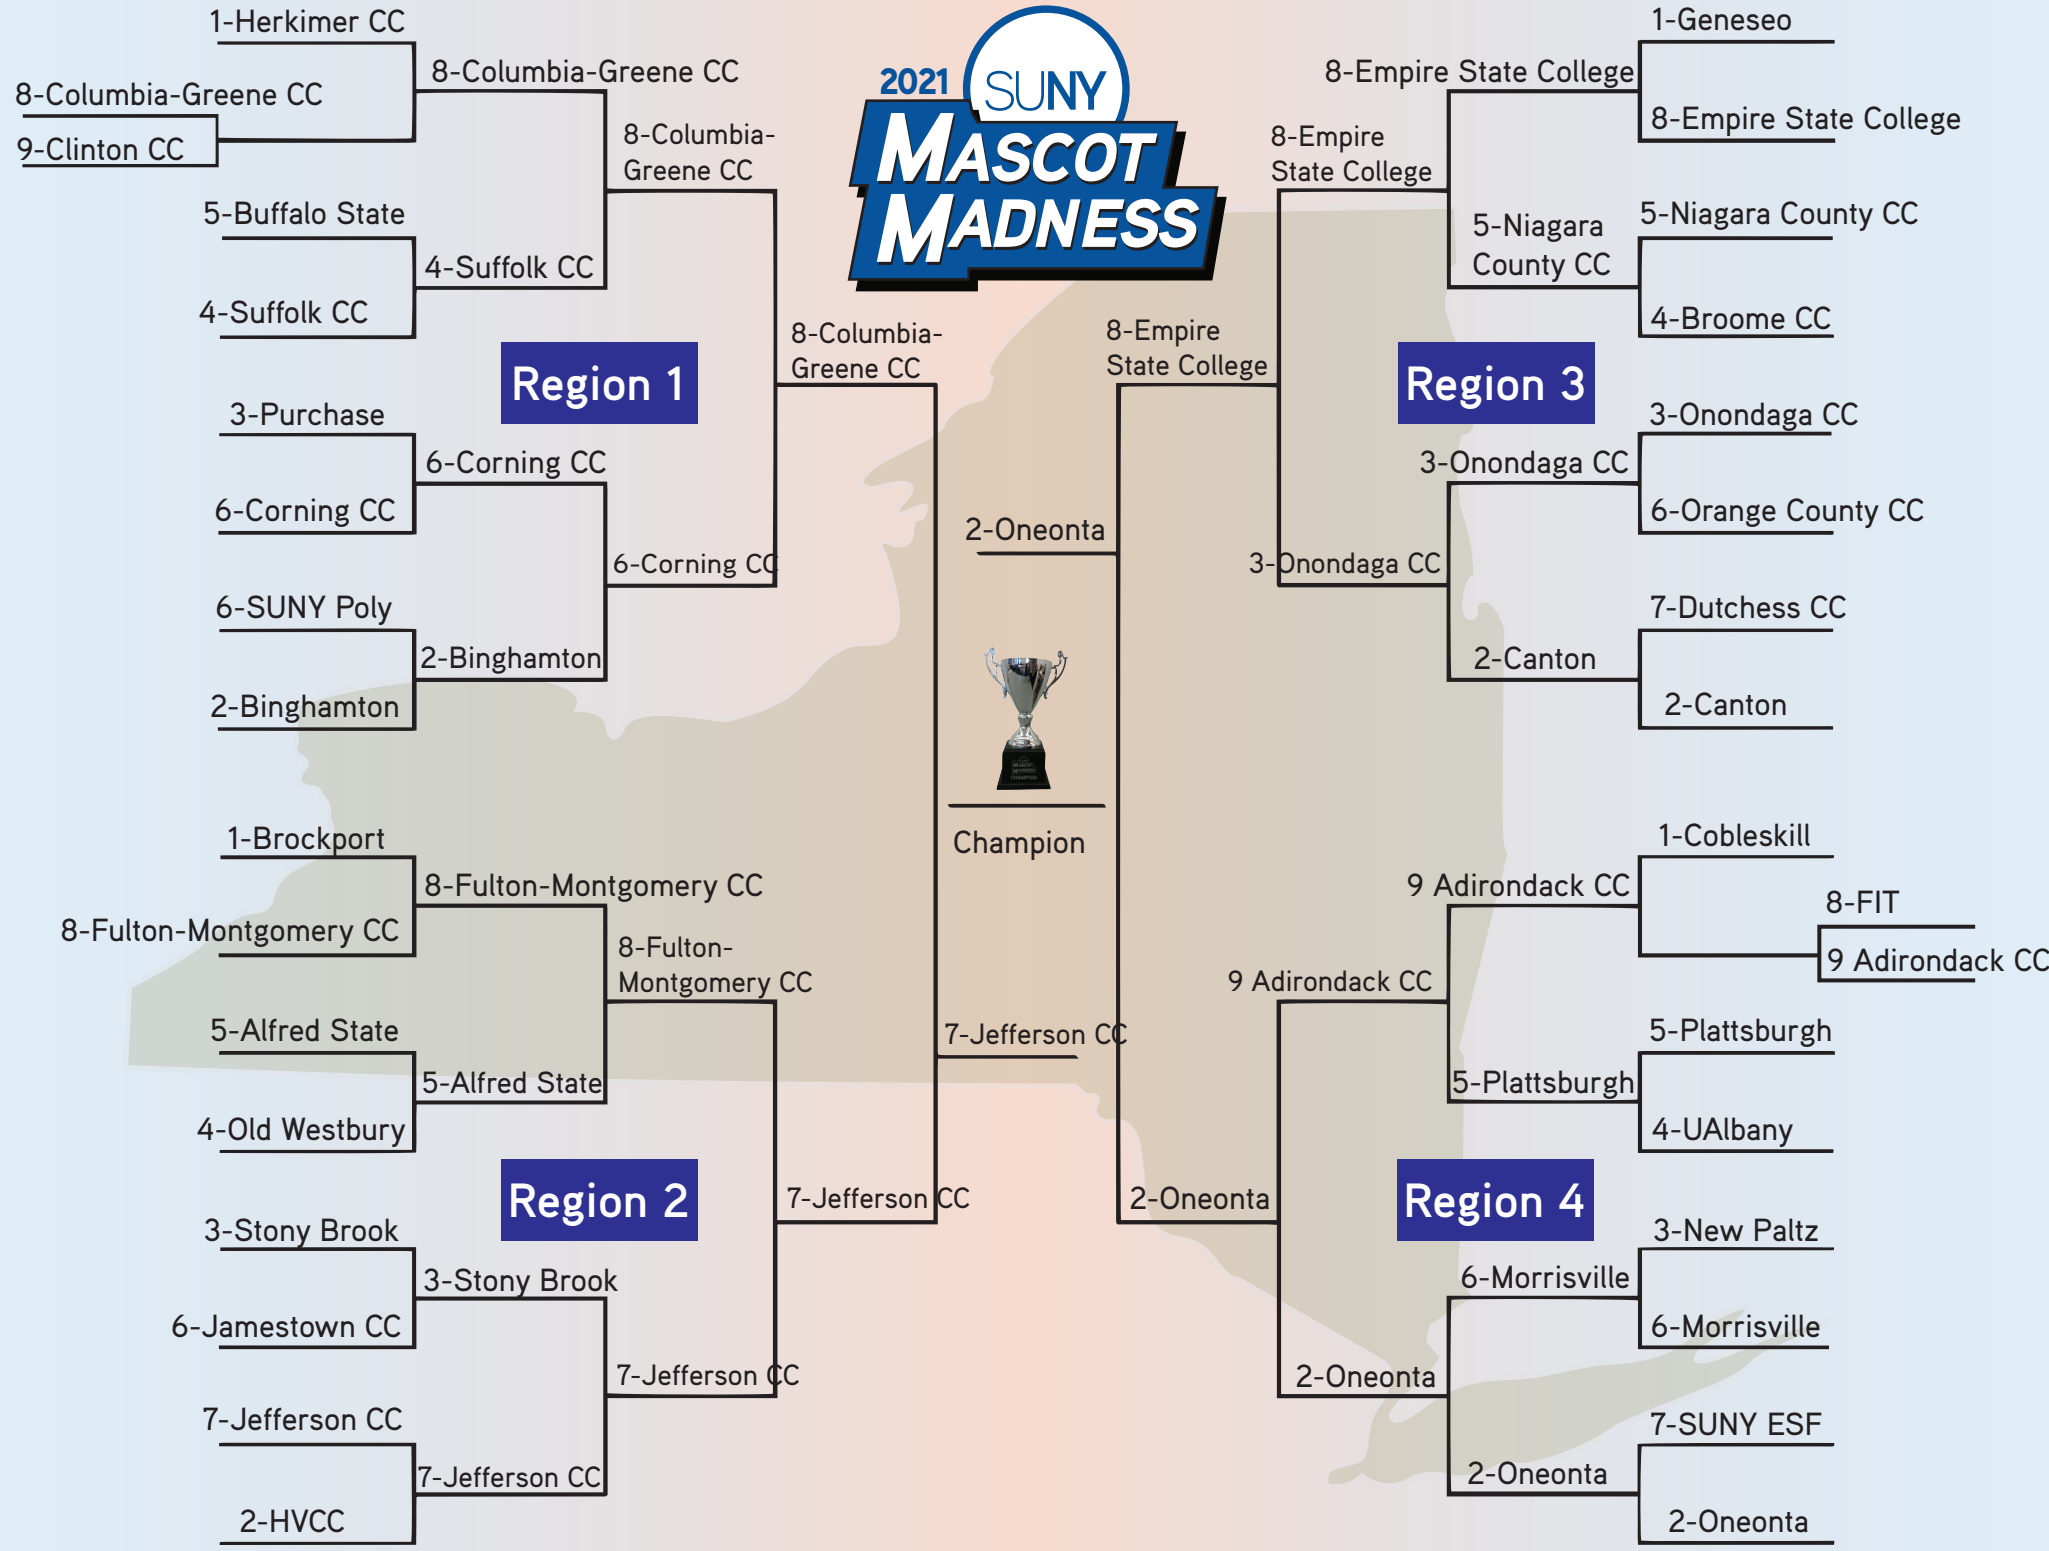 2021
SUNY
MASCOT
MADNESS
1-Herkimer CC
8-Columbia-Greene CC
9-Clinton CC
8-Columbia-Greene CC
5-Buffalo State
4-Suffolk CC
4-Suffolk CC
8-Columbia-
Greene CC
Region 1
3-Purchase
6-Corning CC
6-Corning CC
6-SUNY Poly
2-Binghamton
2-Binghamton
6-Corning CC
8-Columbia-
Greene CC
1-Brockport
8-Fulton-Montgomery CC
8-Fulton-Montgomery CC
5-Alfred State
4-Old Westbury
5-Alfred State
8-Fulton-
Montgomery CC
Region 2
3-Stony Brook
6-Jamestown CC
3-Stony Brook
7-Jefferson CC
2-HVCC
7-Jefferson CC
7-Jefferson CC
7-Jefferson CC
7-Jefferson CC
2-Oneonta
MASCOT
MADNESS
CHAMPION
Champion
1-Geneseo
8-Empire State College
8-Empire State College
5-Niagara County CC
4-Broome CC
5-Niagara
County CC
8-Empire
State College
Region 3
3-Onondaga CC
6-Orange County CC
3-Onondaga CC
7-Dutchess CC
2-Canton
2-Canton
3-Onondaga CC
8-Empire
State College
1-Cobleskill
8-FIT
9 Adirondack CC
9 Adirondack CC
5-Plattsburgh
4-UAlbany
5-Plattsburgh
9 Adirondack CC
Region 4
3-New Paltz
6-Morrisville
6-Morrisville
7-SUNY ESF
2-Oneonta
2-Oneonta
2-Oneonta
2-Oneonta